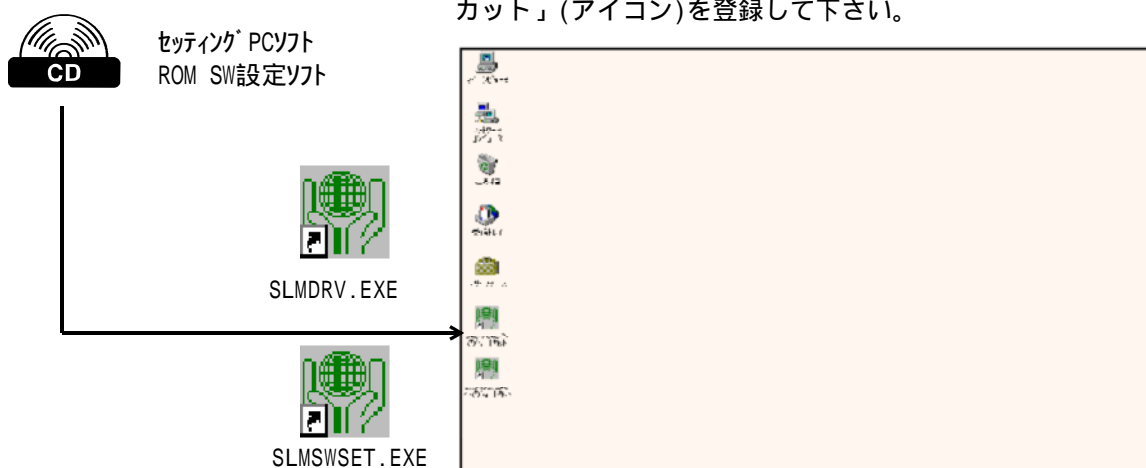 カット」(アイコン)を登録して下さい。
ｾｯﾃｨﾝｸﾞPCｿﾌﾄ
ROM SW設定ｿﾌﾄ
CD
SLMDRV.EXE
SLMSWSET.EXE